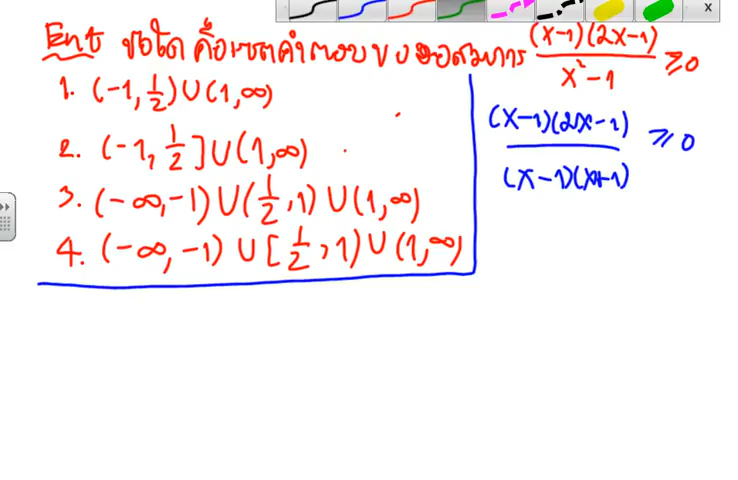 Ent ข้อใด คือเซตคำตอบของอสมการ (x-1)(2x-1)/x²-1 ≥ 0
1. (-1, 1/2) ∪ (1, ∞)
2. (-1, 1/2] ∪ (1, ∞)
3. (-∞, -1) ∪ (1/2, 1) ∪ (1, ∞)
4. (-∞, -1) ∪ [1/2, 1) ∪ (1, ∞)
(x-1)(2x-1)/(x-1)(x+1) ≥ 0